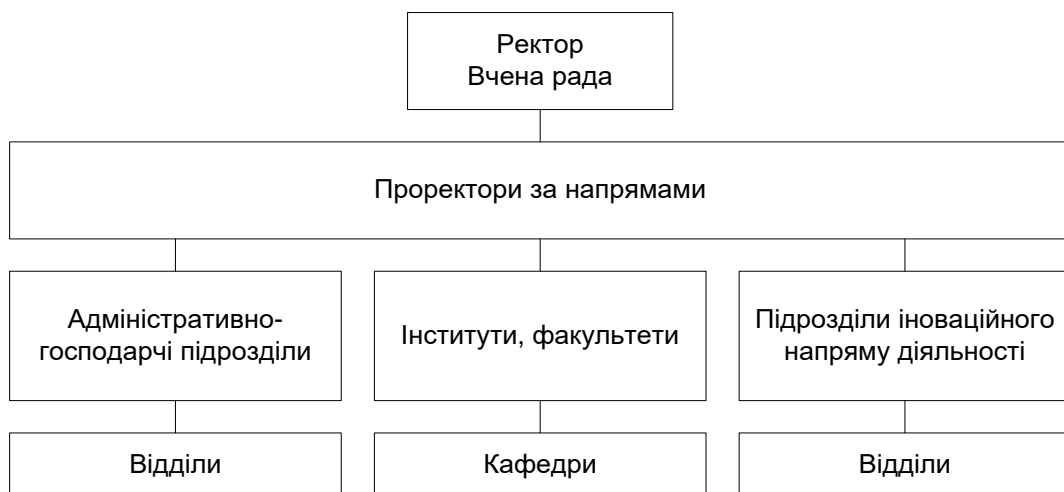 Ректор
Вчена рада
Проректори за напрямами
Адміністративно-
господарчі підрозділи
Інститути, факультети
Підрозділи іноваційного
напряму діяльності
Відділи
Кафедри
Відділи